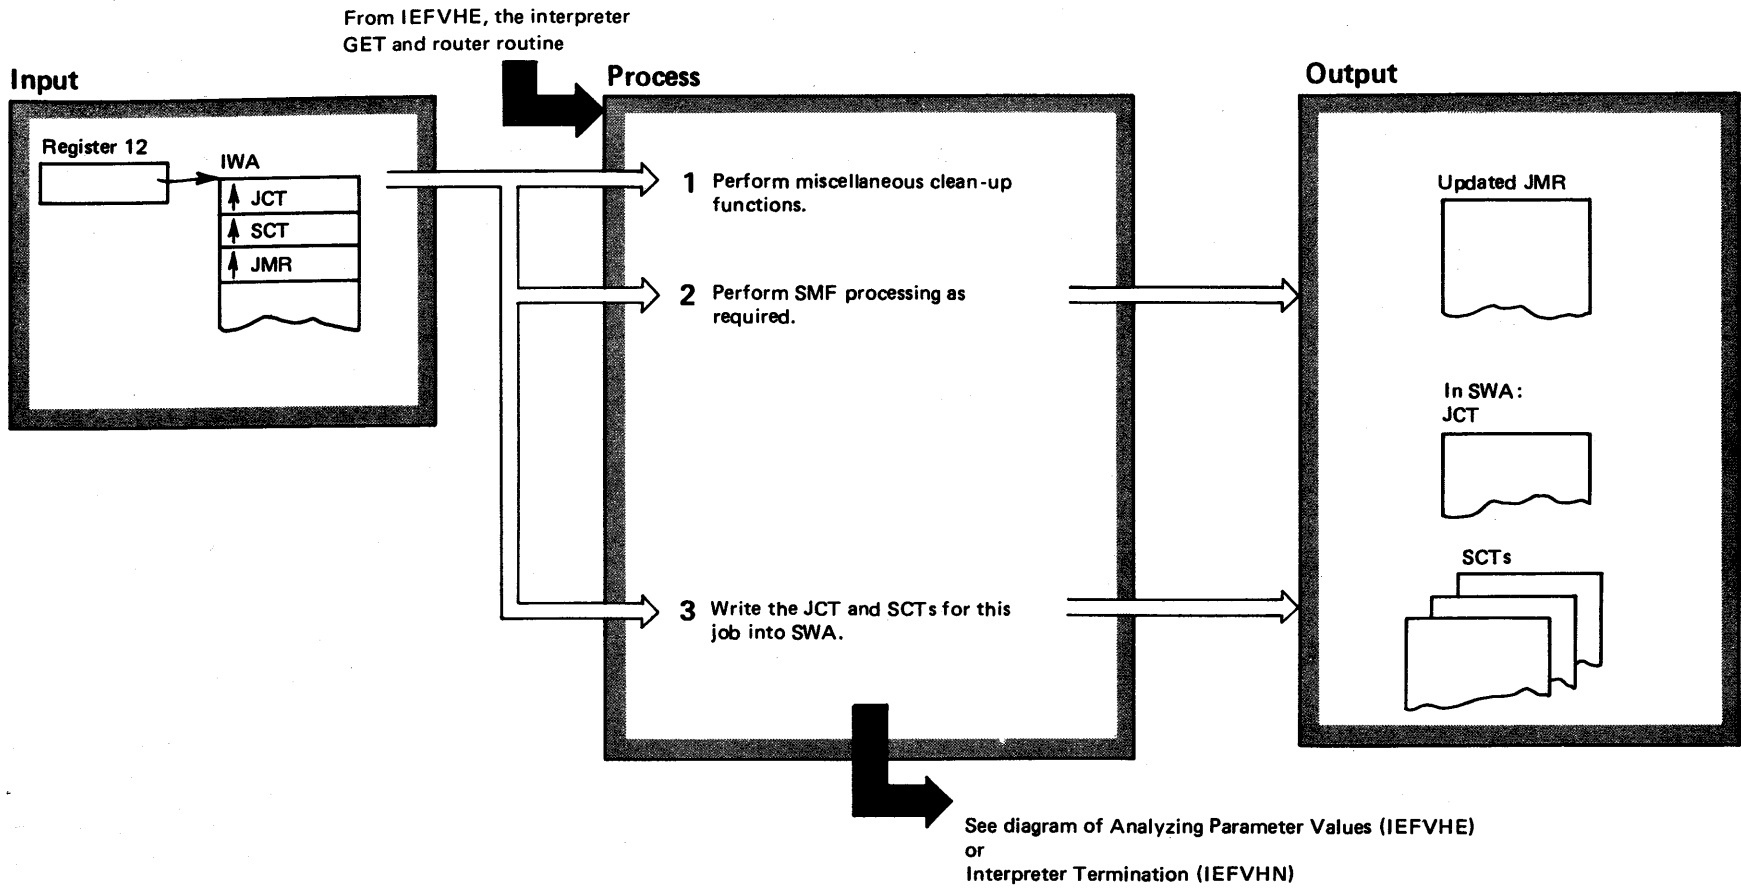 From IEFVHE, the interpreter
GET and router routine
Input
Process
Output
Register 12
IWA
JCT
SCT
JMR
1 Perform miscellaneous clean-up
functions.
2 Perform SMF processing as
required.
3 Write the JCT and SCTs for this
job into SWA.
Updated JMR
In SWA:
JCT
SCTs
See diagram of Analyzing Parameter Values (IEFVHE)
or
Interpreter Termination (IEFVHN)